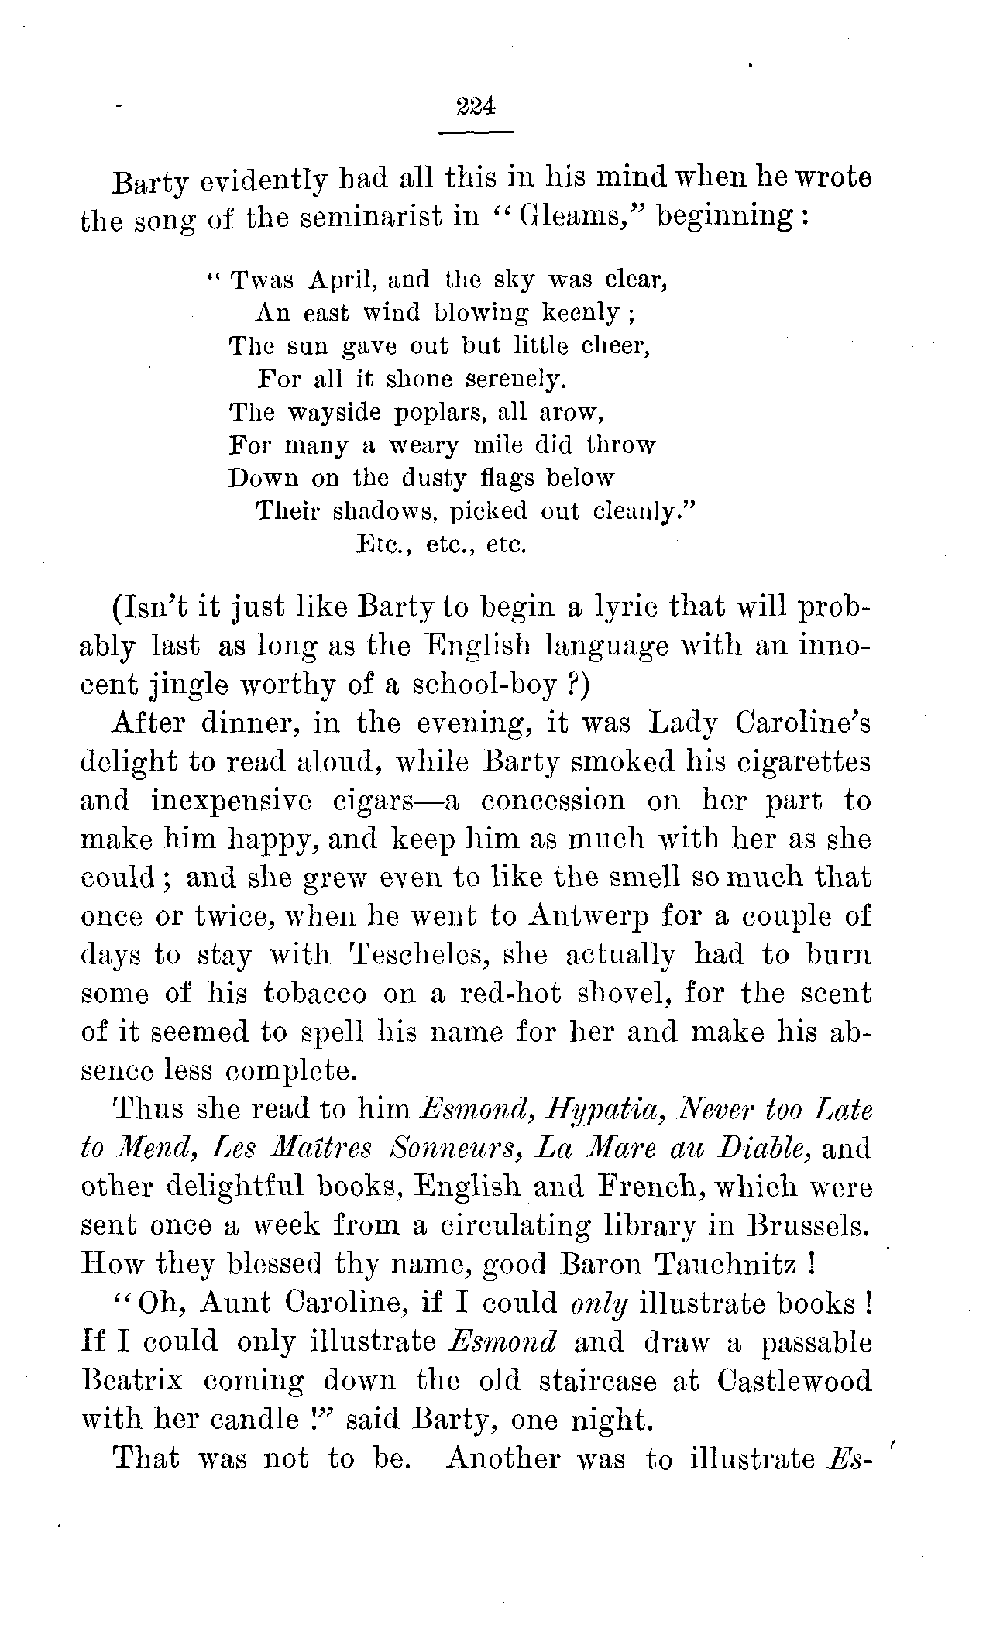 224
Barty evidently had all this in his mind when he wrote
the song of the seminarist in “ Gleams,” beginning :
“ Twas April, and the sky was clear,
An east wind blowing keenly ;
The sun gave out but little cheer,
For all it shone serenely.
The wayside poplars, all arow,
For many a weary mile did throw
Down on the dusty flags below
Their shadows, picked out cleanly.”
Etc., etc., etc.
(Isn’t it just like Barty to begin a lyric that will prob-
ably last as long as the English language with an inno-
cent jingle worthy of a school-boy ?)
After dinner, in the evening, it was Lady Caroline’s
delight to read aloud, while Barty smoked his cigarettes
and inexpensive cigars—a concession on her part to
make him happy, and keep him as much with her as she
could ; and she grew even to like the smell so much that
once or twice, when he went to Antwerp for a couple of
days to stay with Tescheles, she actually had to burn
some of his tobacco on a red-hot shovel, for the scent
of it seemed to spell his name for her and make his ab-
sence less complete.
Thus she read to him Esmond, Hypatia, Never too Late
to Mend, Les Maîtres Sonneurs, La Mare au Diable, and
other delightful books, English and French, which were
sent once a week from a circulating library in Brussels.
How they blessed thy name, good Baron Tauchnitz !
“ Oh, Aunt Caroline, if I could only illustrate books !
If I could only illustrate Esmond and draw a passable
Beatrix coming down the old staircase at Castlewood
with her candle !” said Barty, one night.
That was not to be. Another was to illustrate Es-